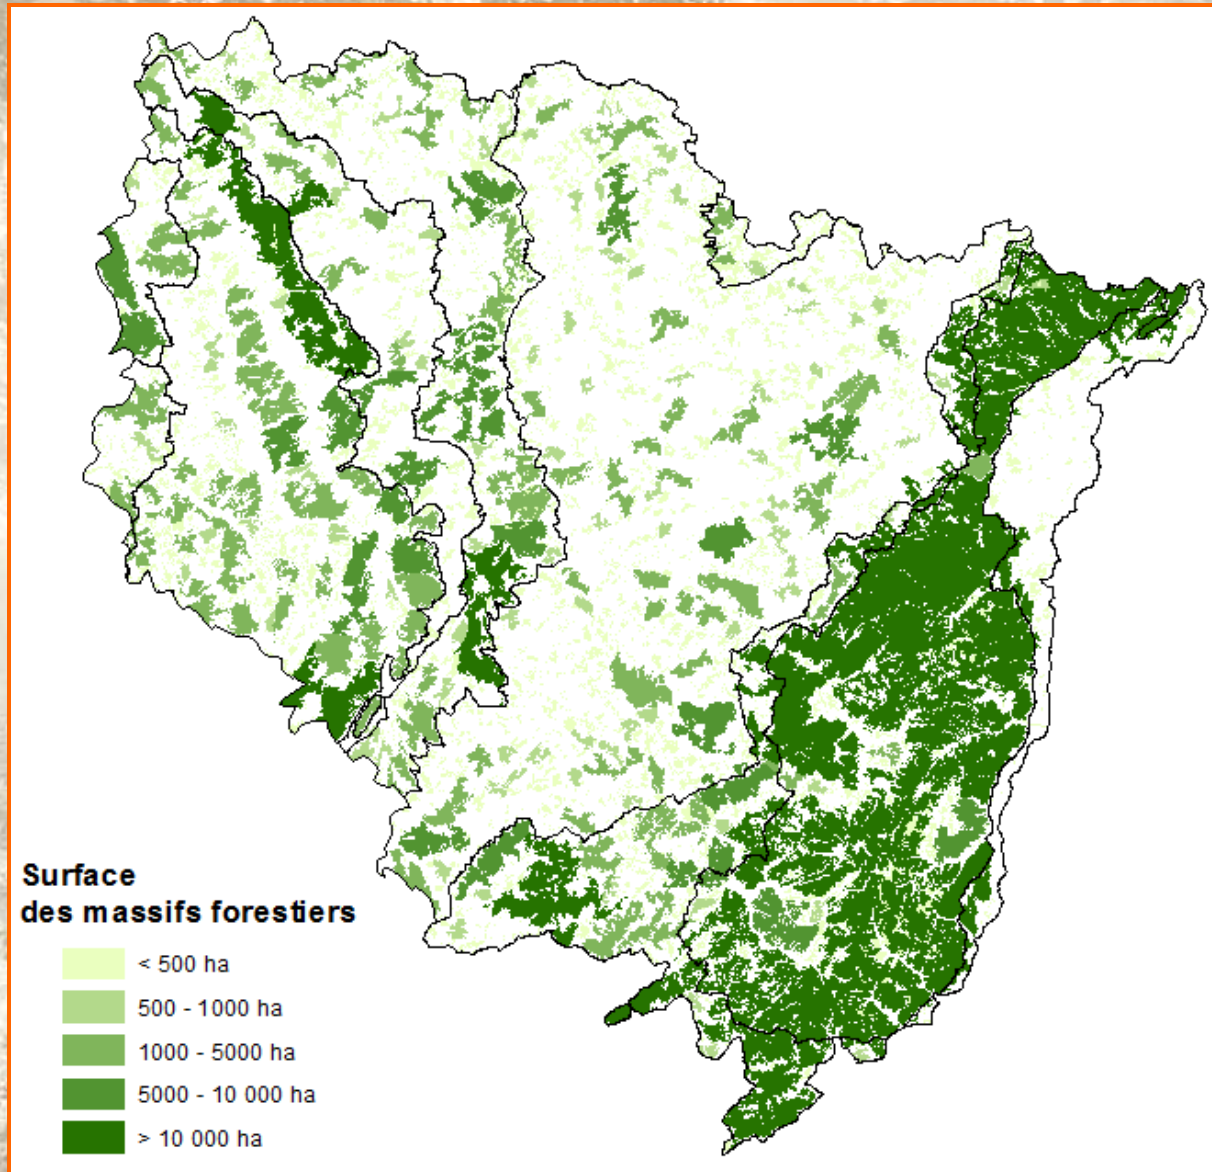 Surface
des massifs forestiers
< 500 ha
500 - 1000 ha
1000 - 5000 ha
5000 - 10 000 ha
> 10 000 ha